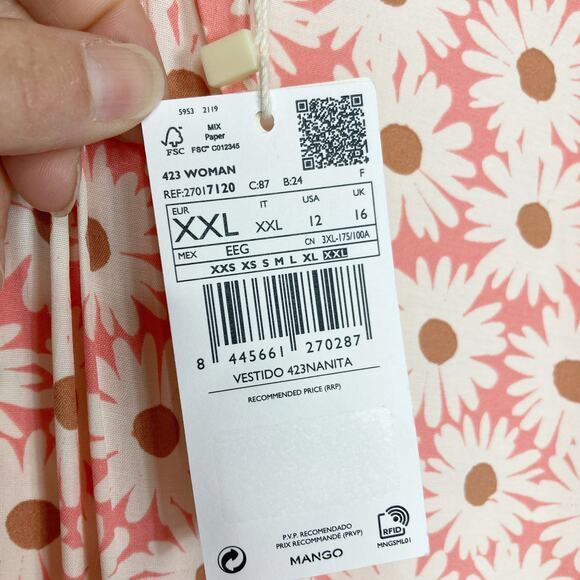 5953 2119
FSC
MIX
Paper
FSC™ C012345
423 WOMAN
REF:27017120 C:87 B:24 F
EUR IT USA UK
XXL XXL 12 16
MEX EEG CN 3XL-175/100A
XXS XS S M L XL XXL
8 445661 270287
VESTIDO 423NANITA
RECOMMENDED PRICE (RRP)
P.V.P. RECOMENDADO
PRIX RECOMMANDÉ (PRVP)
MANGO
RFID
MNGSML01